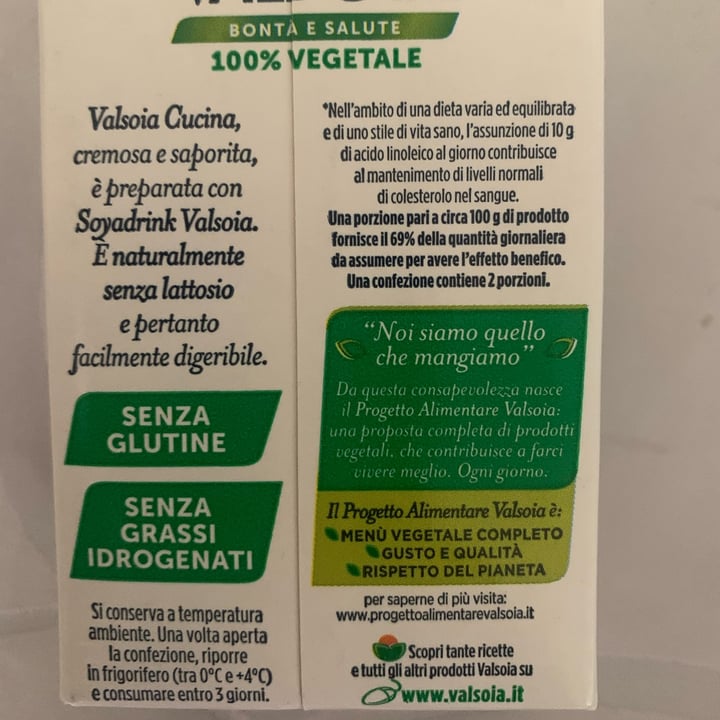 BONTÀ E SALUTE
100% VEGETALE
Valsoia Cucina,
cremosa e saporita,
è preparata con
Soyadrink Valsoia.
È naturalmente
senza lattosio
e pertanto
facilmente digeribile.
SENZA
GLUTINE
SENZA
GRASSI
IDROGENATI
Si conserva a temperatura
ambiente. Una volta aperta
la confezione, riporre
in frigorifero (tra 0°C e +4°C)
e consumare entro 3 giorni.
*Nell'ambito di una dieta varia ed equilibrata
e di uno stile di vita sano, l'assunzione di 10 g
di acido linoleico al giorno contribuisce
al mantenimento di livelli normali
di colesterolo nel sangue.
Una porzione pari a circa 100 g di prodotto
fornisce il 69% della quantità giornaliera
da assumere per avere l'effetto benefico.
Una confezione contiene 2 porzioni.
“Noi siamo quello
che mangiamo”
Da questa consapevolezza nasce
il Progetto Alimentare Valsoia:
una proposta completa di prodotti
vegetali, che contribuisce a farci
vivere meglio. Ogni giorno.
Il Progetto Alimentare Valsoia è:
MENÙ VEGETALE COMPLETO
GUSTO E QUALITÀ
RISPETTO DEL PIANETA
per saperne di più visita:
www.progettoalimentarevalsoia.it
Scopri tante ricette
e tutti gli altri prodotti Valsoia su
www.valsoia.it